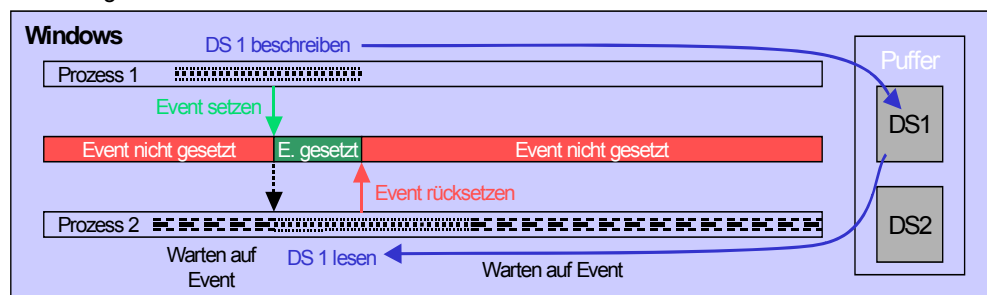 Windows
DS 1 beschreiben
Puffer
Prozess 1
Event setzen
DS1
Event nicht gesetzt
E. gesetzt
Event nicht gesetzt
Event rücksetzen
Prozess 2
DS2
Warten auf
Event
DS 1 lesen
Warten auf Event